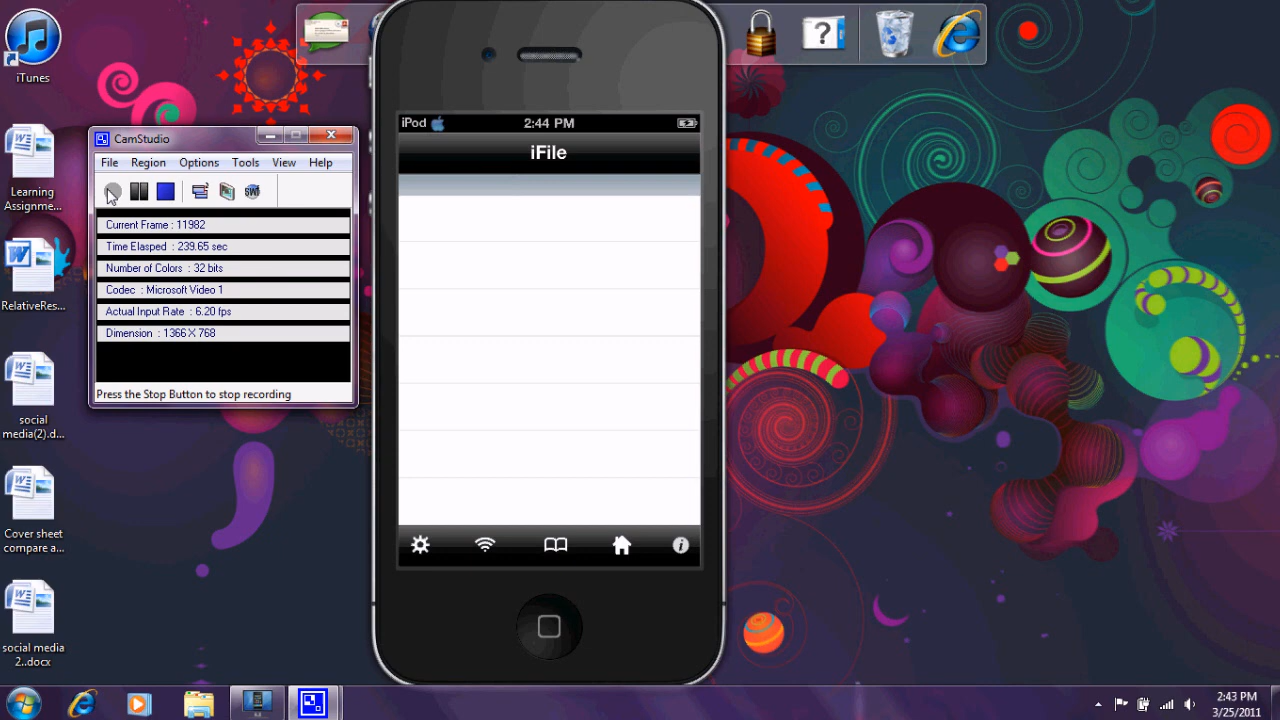 iTunes
Learning
Assignme...
RelativeRes...
social
media(2).d...
Cover sheet
compare a...
social media
2..docx
CamStudio
File Region Options Tools View Help
SWF
Current Frame : 11982
Time Elasped : 239.65 sec
Number of Colors : 32 bits
Codec : Microsoft Video 1
Actual Input Rate : 6.20 fps
Dimension : 1366 X 768
Press the Stop Button to stop recording
iPod 2:44 PM
iFile
2:43 PM
3/25/2011